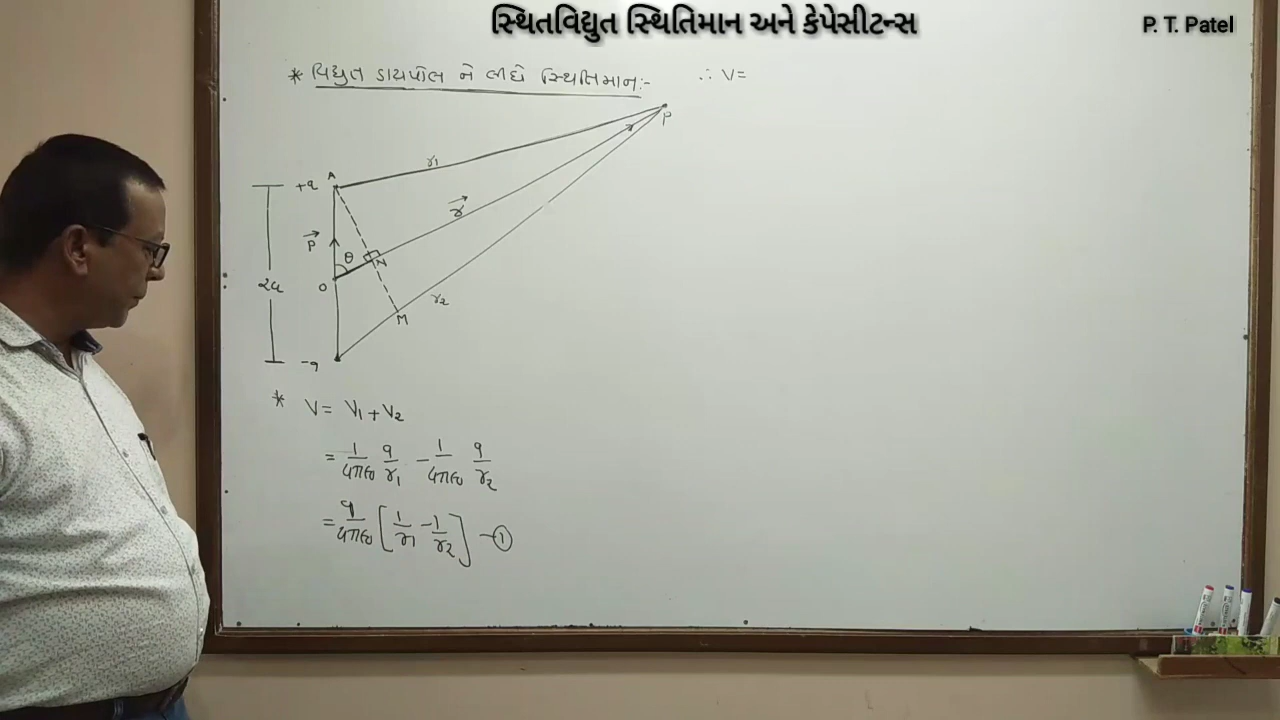 સ્થિતવિદ્યુત સ્થિતિમાન અને કેપેસીટન્સ
P. T. Patel
* વિદ્યુત ડાયપોલ ને લીધે સ્થિતિમાન:-
∴ V=
P
r₁
A
+q
r⃗
P⃗
θ
N
O
2a
r₂
M
-q
* V = V₁ + V₂
= 1/4πε₀ q/r₁ - 1/4πε₀ q/r₂
= q/4πε₀ [1/r₁ - 1/r₂] - ①